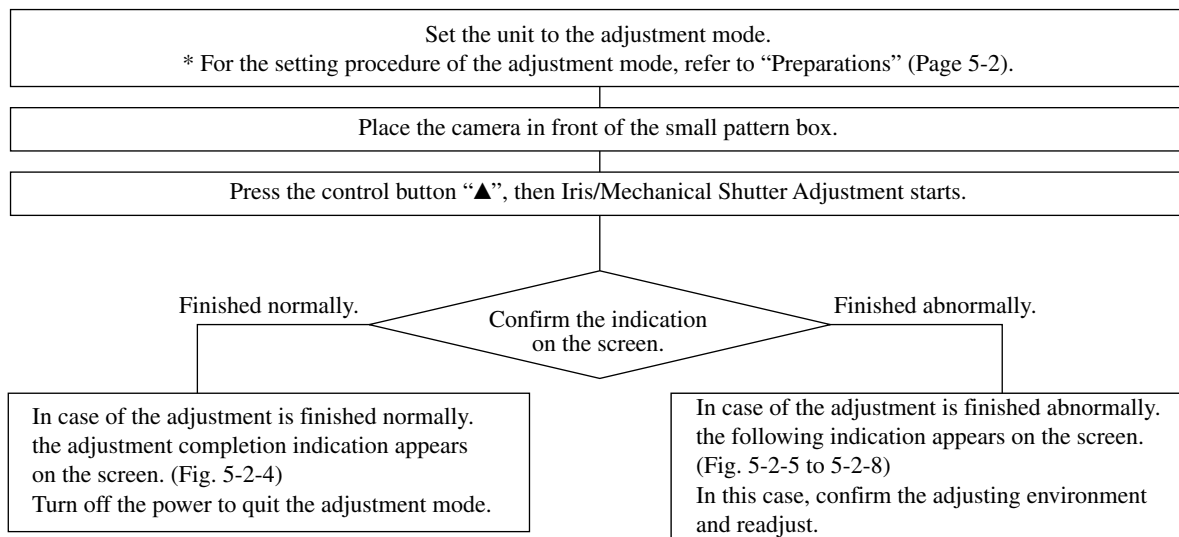 Set the unit to the adjustment mode.
* For the setting procedure of the adjustment mode, refer to “Preparations” (Page 5-2).
Place the camera in front of the small pattern box.
Press the control button “▲”, then Iris/Mechanical Shutter Adjustment starts.
Finished normally.
Finished abnormally.
Confirm the indication
on the screen.
In case of the adjustment is finished normally.
the adjustment completion indication appears
on the screen. (Fig. 5-2-4)
Turn off the power to quit the adjustment mode.
In case of the adjustment is finished abnormally.
the following indication appears on the screen.
(Fig. 5-2-5 to 5-2-8)
In this case, confirm the adjusting environment
and readjust.